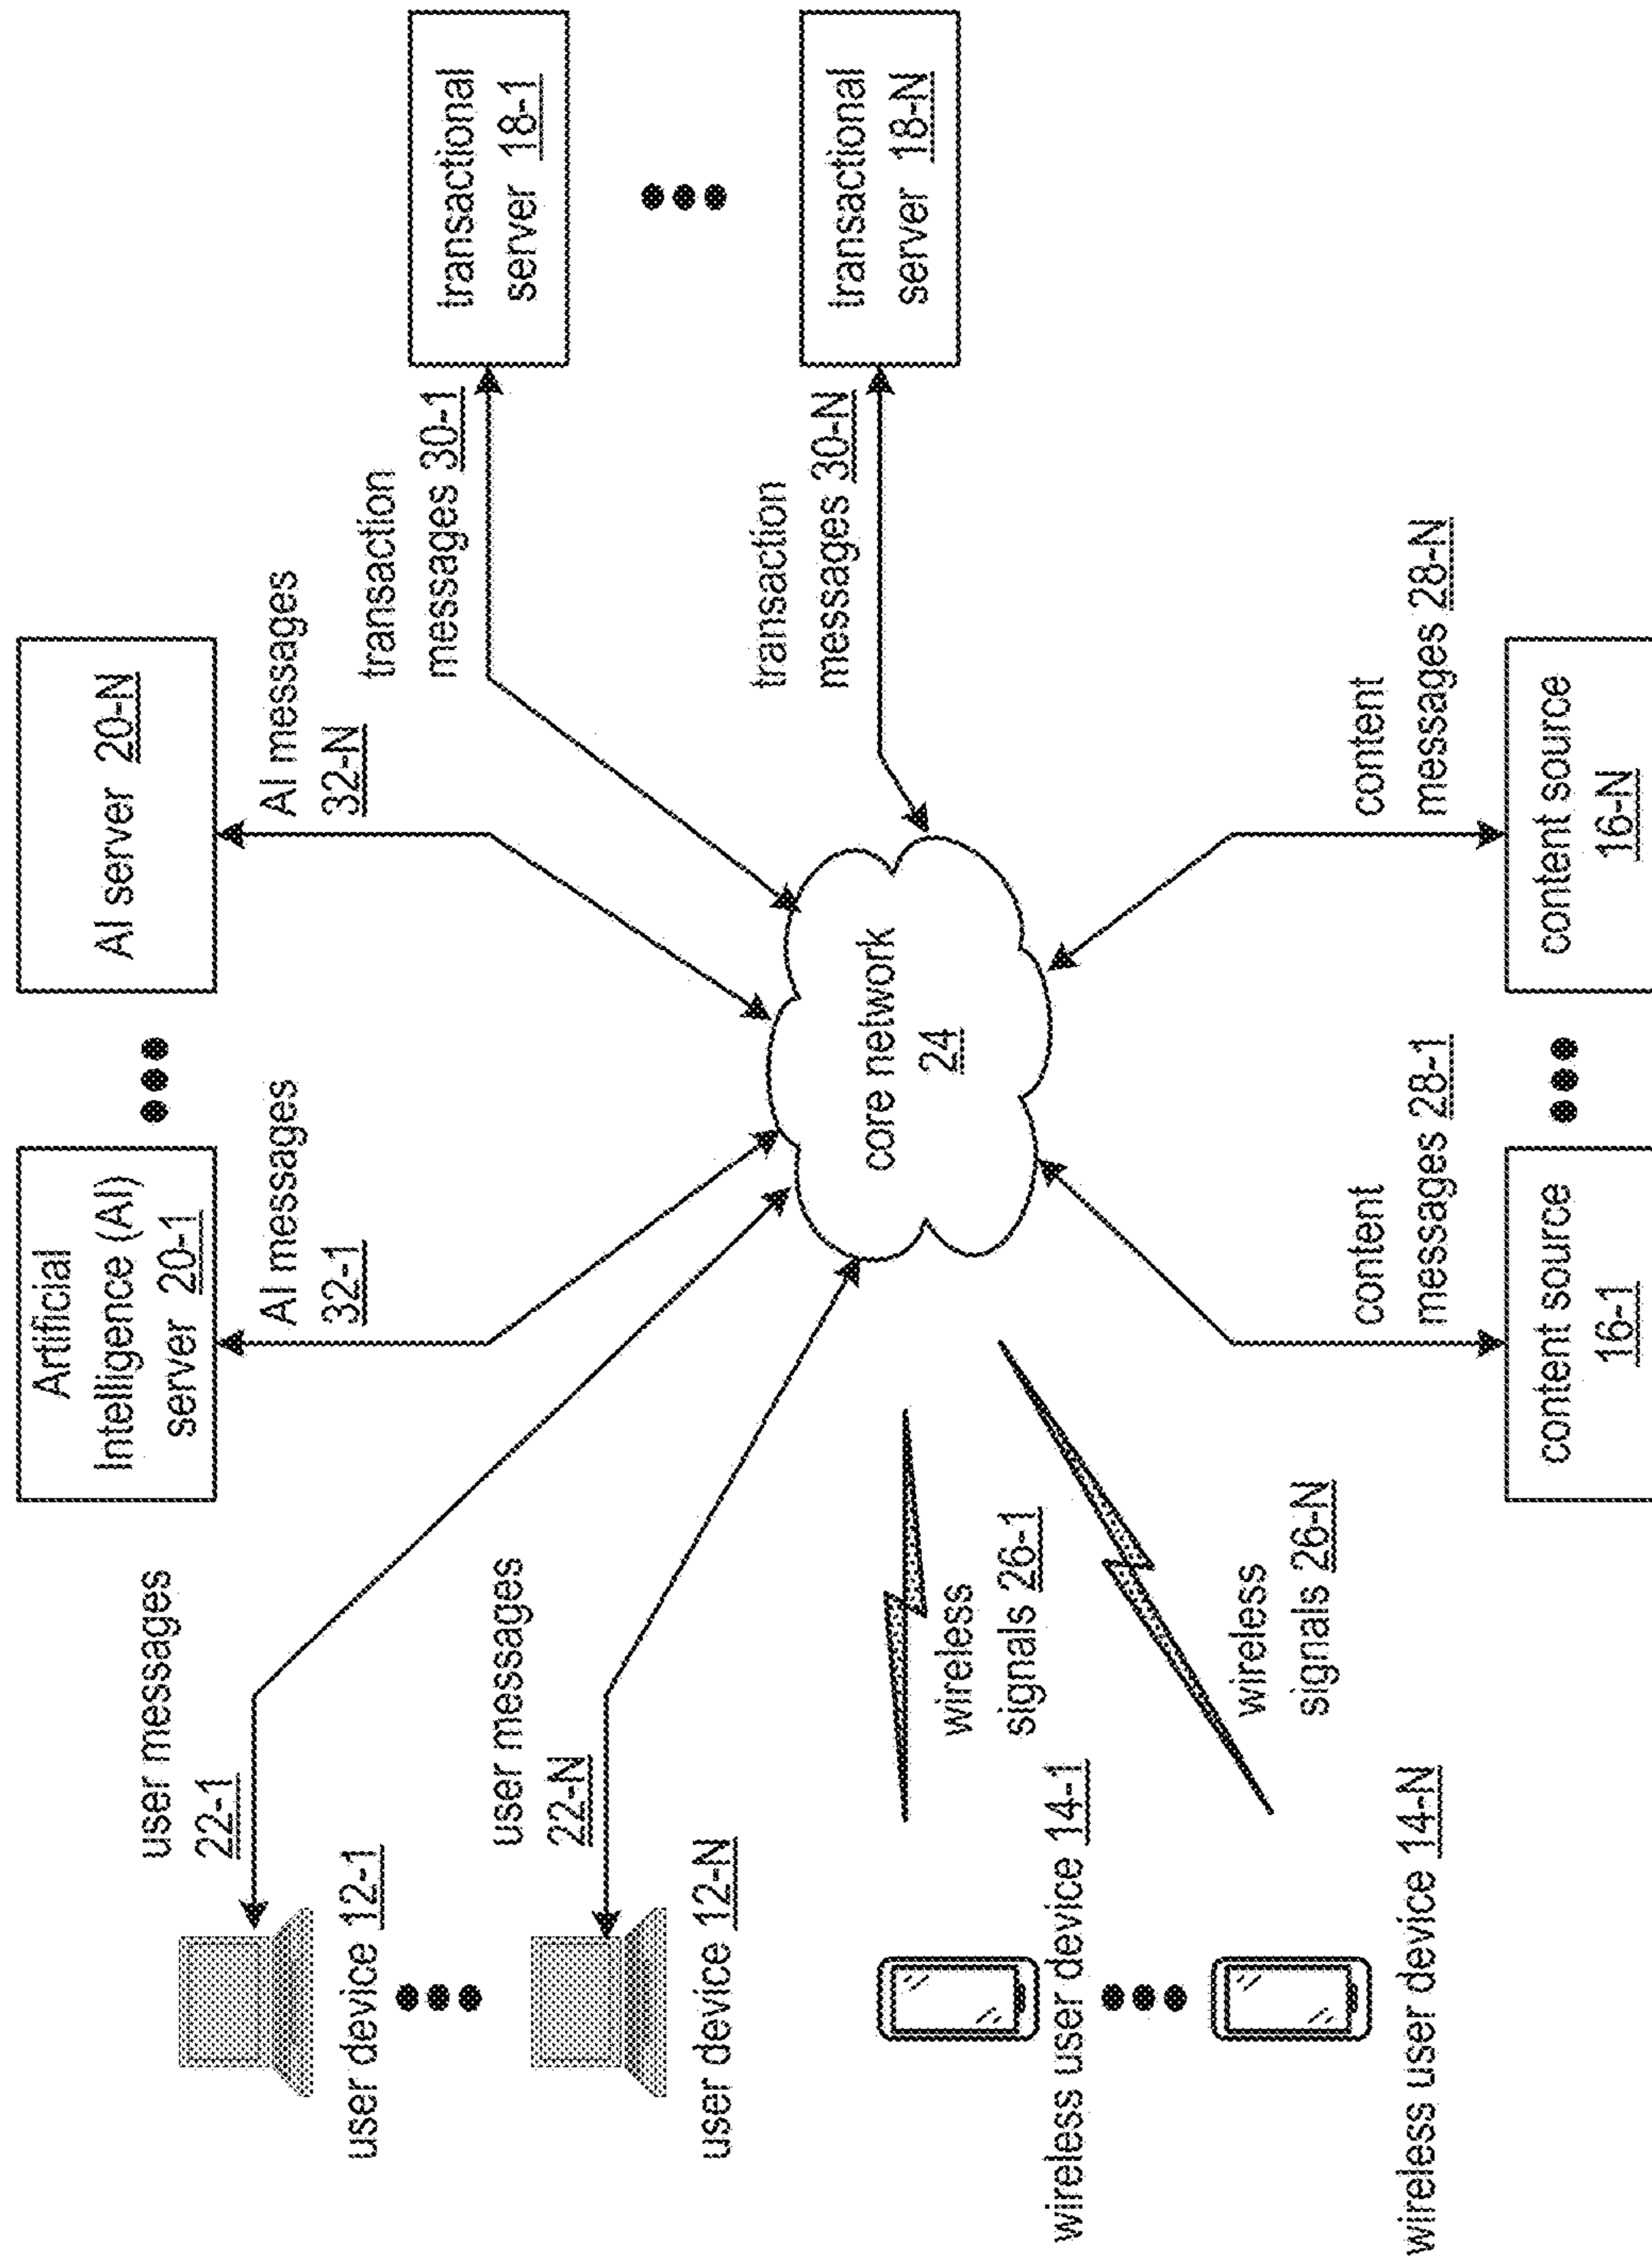 Artificial
Intelligence (AI)
server 20-1
AI server 20-N
AI messages
32-1
AI messages
32-N
user messages
22-1
user device 12-1
user messages
22-N
user device 12-N
transaction
messages 30-1
transactional
server 18-1
transaction
messages 30-N
transactional
server 18-N
core network
24
wireless
signals 26-1
wireless user device 14-1
wireless
signals 26-N
wireless user device 14-N
content
messages 28-1
content
messages 28-N
content source
16-1
content source
16-N